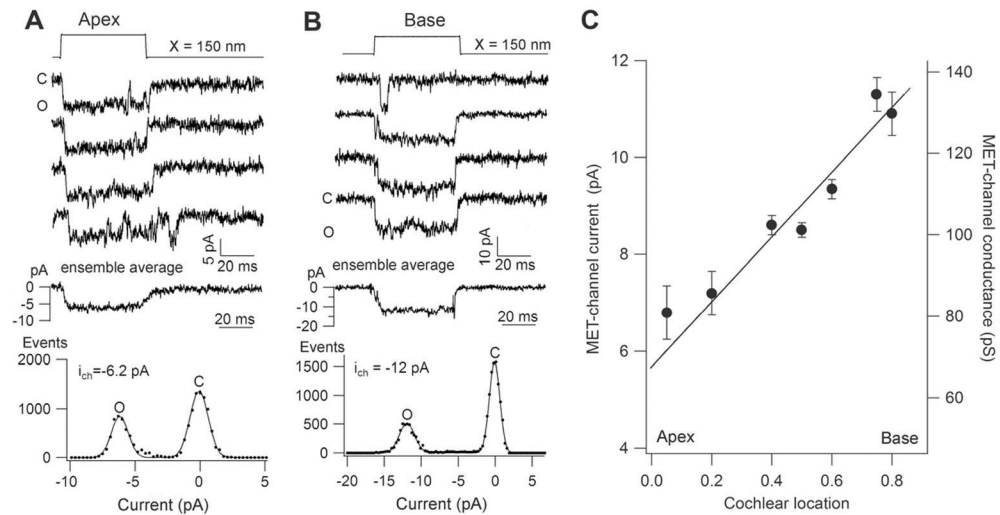 A
Apex
X = 150 nm
C
O
5 pA
20 ms
ensemble average
pA
0
-5
-10
20 ms
Events
2000
1000
0
ich=-6.2 pA
O
C
-10
-5
0
5
Current (pA)
B
Base
X = 150 nm
C
O
10 pA
20 ms
ensemble average
pA
0
-10
-20
20 ms
Events
1500
1000
500
0
ich = -12 pA
O
C
-20
-15
-10
-5
0
5
Current (pA)
C
MET-channel current (pA)
12
10
8
6
4
MET-channel conductance (pS)
140
120
100
80
60
Apex
Base
0.0
0.2
0.4
0.6
0.8
Cochlear location